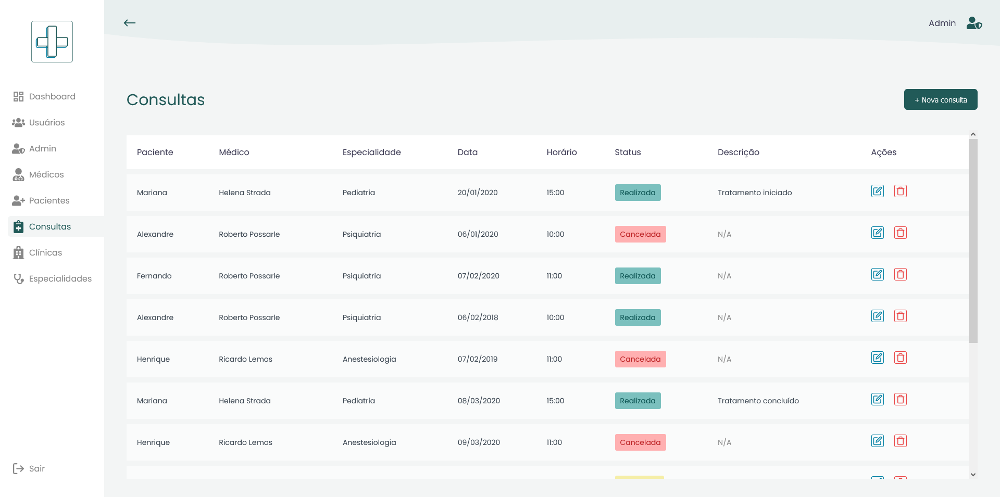 Admin
Dashboard
Usuários
Admin
Médicos
Pacientes
Consultas
Clínicas
Especialidades
Sair
Consultas
+ Nova consulta
Paciente Médico Especialidade Data Horário Status Descrição Ações
Mariana Helena Strada Pediatria 20/01/2020 15:00 Realizada Tratamento iniciado
Alexandre Roberto Possarle Psiquiatria 06/01/2020 10:00 Cancelada N/A
Fernando Roberto Possarle Psiquiatria 07/02/2020 11:00 Realizada N/A
Alexandre Roberto Possarle Psiquiatria 06/02/2018 10:00 Realizada N/A
Henrique Ricardo Lemos Anestesiologia 07/02/2019 11:00 Cancelada N/A
Mariana Helena Strada Pediatria 08/03/2020 15:00 Realizada Tratamento concluído
Henrique Ricardo Lemos Anestesiologia 09/03/2020 11:00 Cancelada N/A